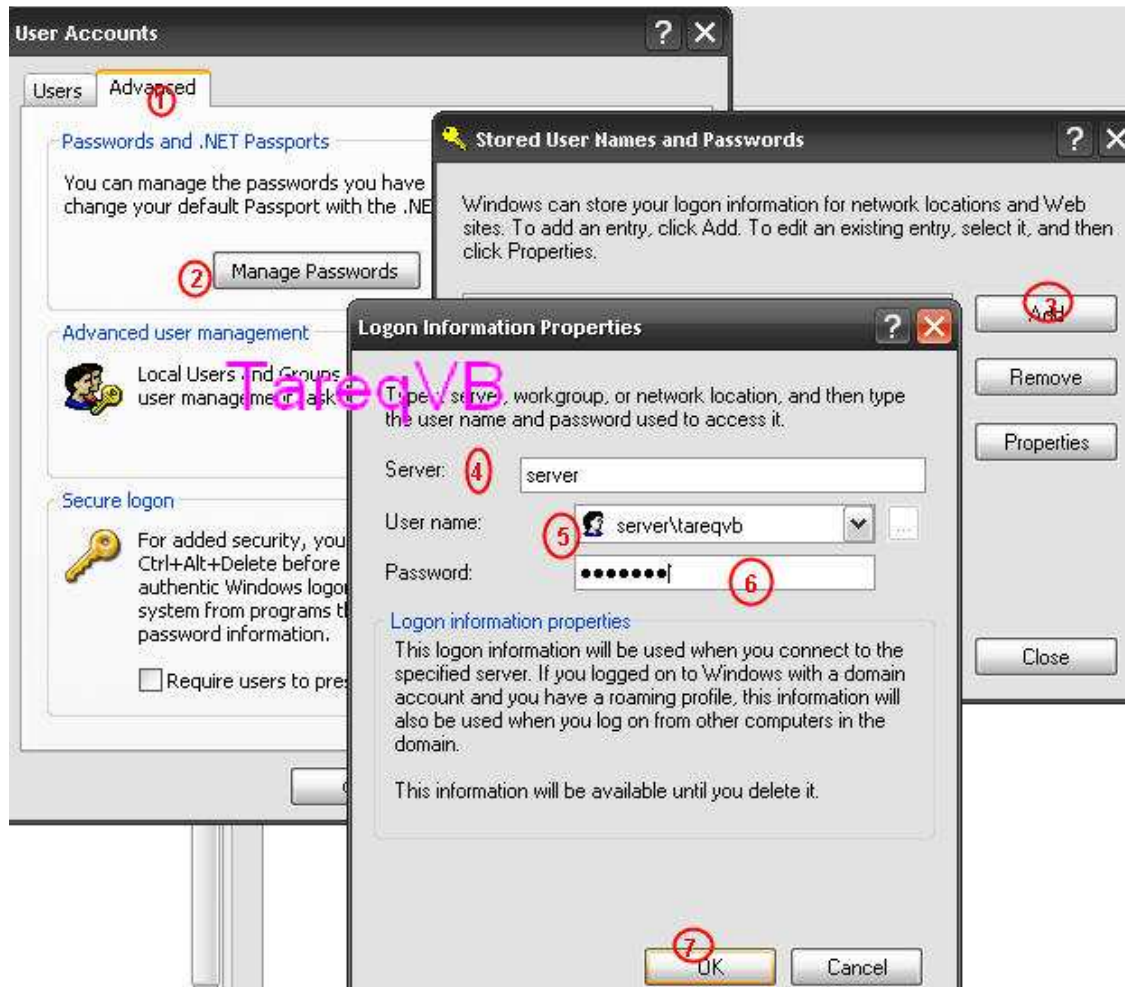 User Accounts
Users
Advanced
1
Passwords and .NET Passports
You can manage the passwords you have
change your default Passport with the .NE
2
Manage Passwords
Advanced user management
Local Users and Groups
user management task
Secure logon
For added security, you
Ctrl+Alt+Delete before
authentic Windows logon
system from programs th
password information.
Require users to pres
Stored User Names and Passwords
Windows can store your logon information for network locations and Web
sites. To add an entry, click Add. To edit an existing entry, select it, and then
click Properties.
3
Add
Remove
Properties
Close
TareqVB
Logon Information Properties
Type a server, workgroup, or network location, and then type
the user name and password used to access it.
Server:
4
server
User name:
5
server\tareqvb
...
Password:
•••••••
6
Logon information properties
This logon information will be used when you connect to the
specified server. If you logged on to Windows with a domain
account and you have a roaming profile, this information will
also be used when you log on from other computers in the
domain.
This information will be available until you delete it.
7
OK
Cancel